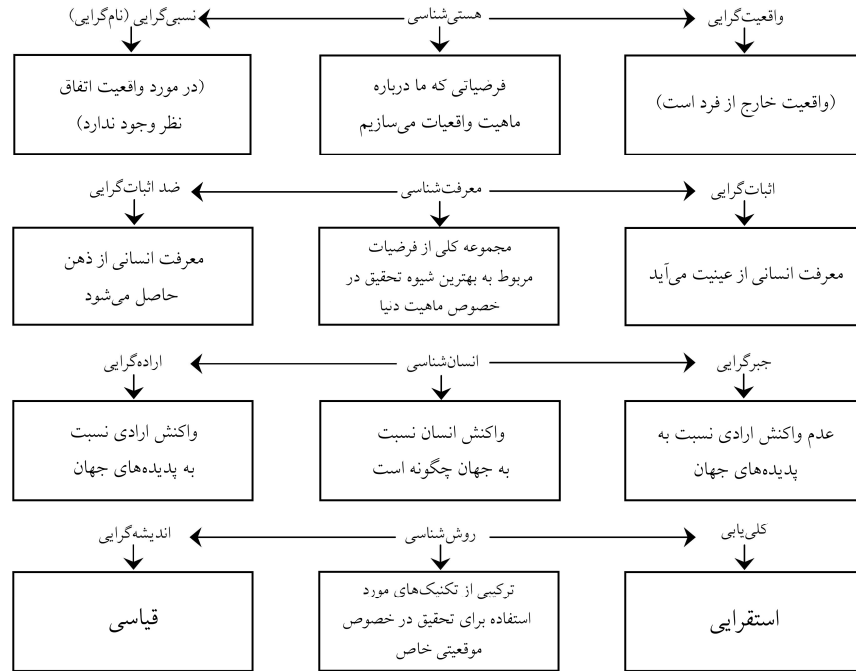 واقعیت‌گرایی هستی‌شناسی نسبی‌گرایی (نام‌گرایی)
(واقعیت خارج از فرد است)
فرضیاتی که ما درباره
ماهیت واقعیات می‌سازیم
(در مورد واقعیت اتفاق
نظر وجود ندارد)
اثبات‌گرایی معرفت‌شناسی ضد اثبات‌گرایی
معرفت انسانی از عینیت می‌آید
مجموعه کلی از فرضیات
مربوط به بهترین شیوه تحقیق در
خصوص ماهیت دنیا
معرفت انسانی از ذهن
حاصل می‌شود
جبرگرایی انسان‌شناسی اراده‌گرایی
عدم واکنش ارادی نسبت به
پدیده‌های جهان
واکنش انسان نسبت
به جهان چگونه است
واکنش ارادی نسبت
به پدیده‌های جهان
کلی‌یابی روش‌شناسی اندیشه‌گرایی
استقرایی
ترکیبی از تکنیک‌های مورد
استفاده برای تحقیق در خصوص
موقعیتی خاص
قیاسی